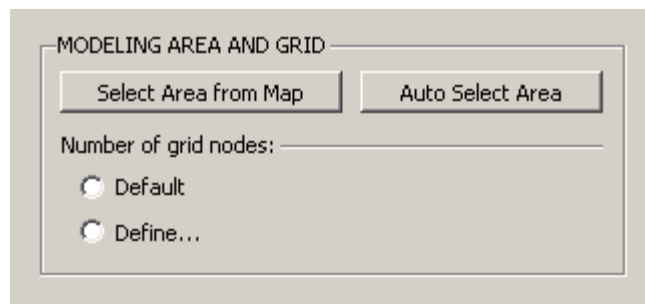 MODELING AREA AND GRID
Select Area from Map Auto Select Area
Number of grid nodes:
Default
Define...